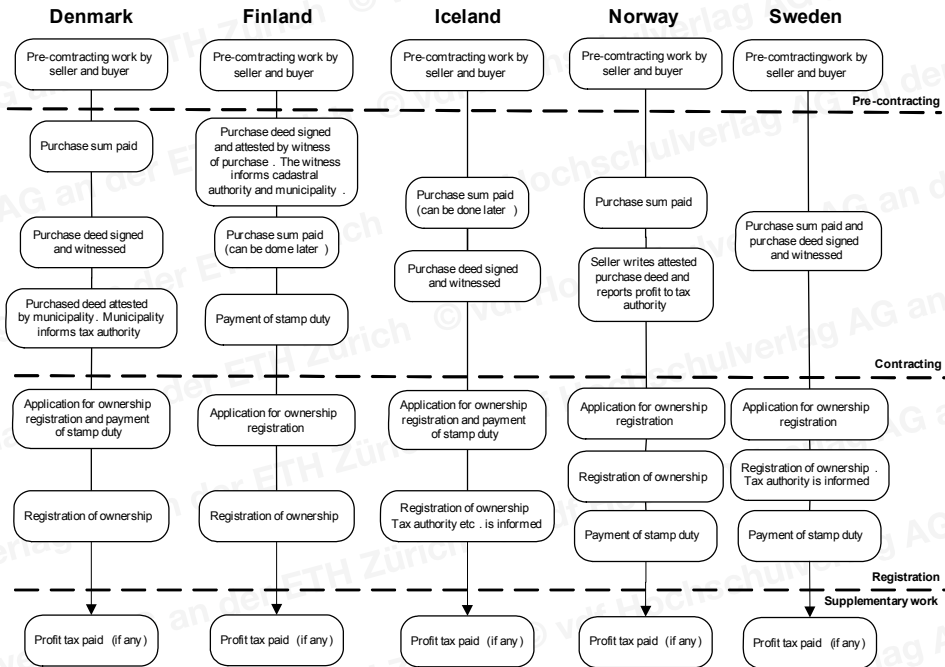 Denmark
Finland
Iceland
Norway
Sweden
Pre-comtracting work by
seller and buyer
Pre-comtracting work by
seller and buyer
Pre-comtracting work by
seller and buyer
Pre-comtracting work by
seller and buyer
Pre-comtractingwork by
seller and buyer
Pre-contracting
Purchase sum paid
Purchase deed signed
and witnessed
Purchased deed attested
by municipality. Municipality
informs tax authority
Purchase deed signed
and attested by witness
of purchase . The witness
informs cadastral
authority and municipality .
Purchase sum paid
(can be dome later )
Payment of stamp duty
Purchase sum paid
(can be done later )
Purchase deed signed
and witnessed
Purchase sum paid
Seller writes attested
purchase deed and
reports profit to tax
authority
Purchase sum paid and
purchase deed signed
and witnessed
Contracting
Application for ownership
registration and payment
of stamp duty
Registration of ownership
Application for ownership
registration
Registration of ownership
Application for ownership
registration and payment
of stamp duty
Registration of ownership
Tax authority etc . is informed
Application for ownership
registration
Registration of ownership
Payment of stamp duty
Application for ownership
registration
Registration of ownership .
Tax authority is informed
Payment of stamp duty
Registration
Supplementary work
Profit tax paid (if any)
Profit tax paid (if any)
Profit tax paid (if any)
Profit tax paid (if any)
Profit tax paid (if any)